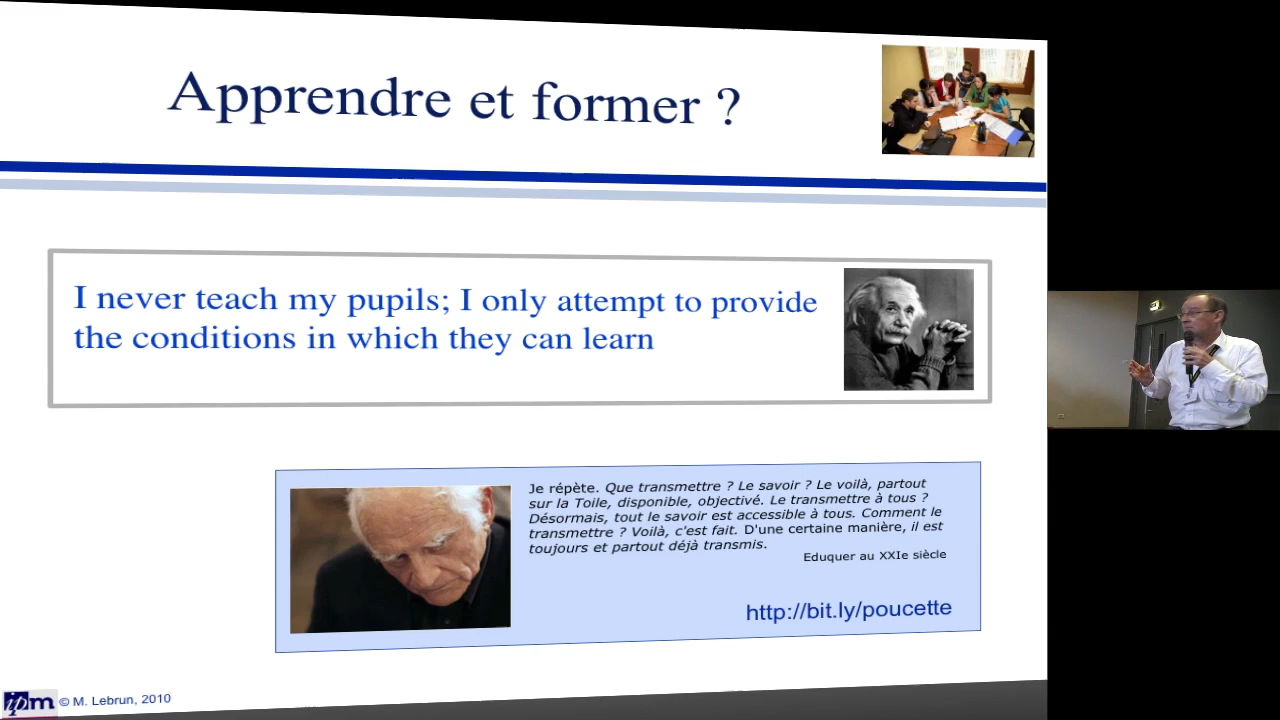 Apprendre et former ?
I never teach my pupils; I only attempt to provide
the conditions in which they can learn
Je répète. Que transmettre ? Le savoir ? Le voilà, partout
sur la Toile, disponible, objectivé. Le transmettre à tous ?
Désormais, tout le savoir est accessible à tous. Comment le
transmettre ? Voilà, c'est fait. D'une certaine manière, il est
toujours et partout déjà transmis.
Eduquer au XXIe siècle
http://bit.ly/poucette
ipm © M. Lebrun, 2010